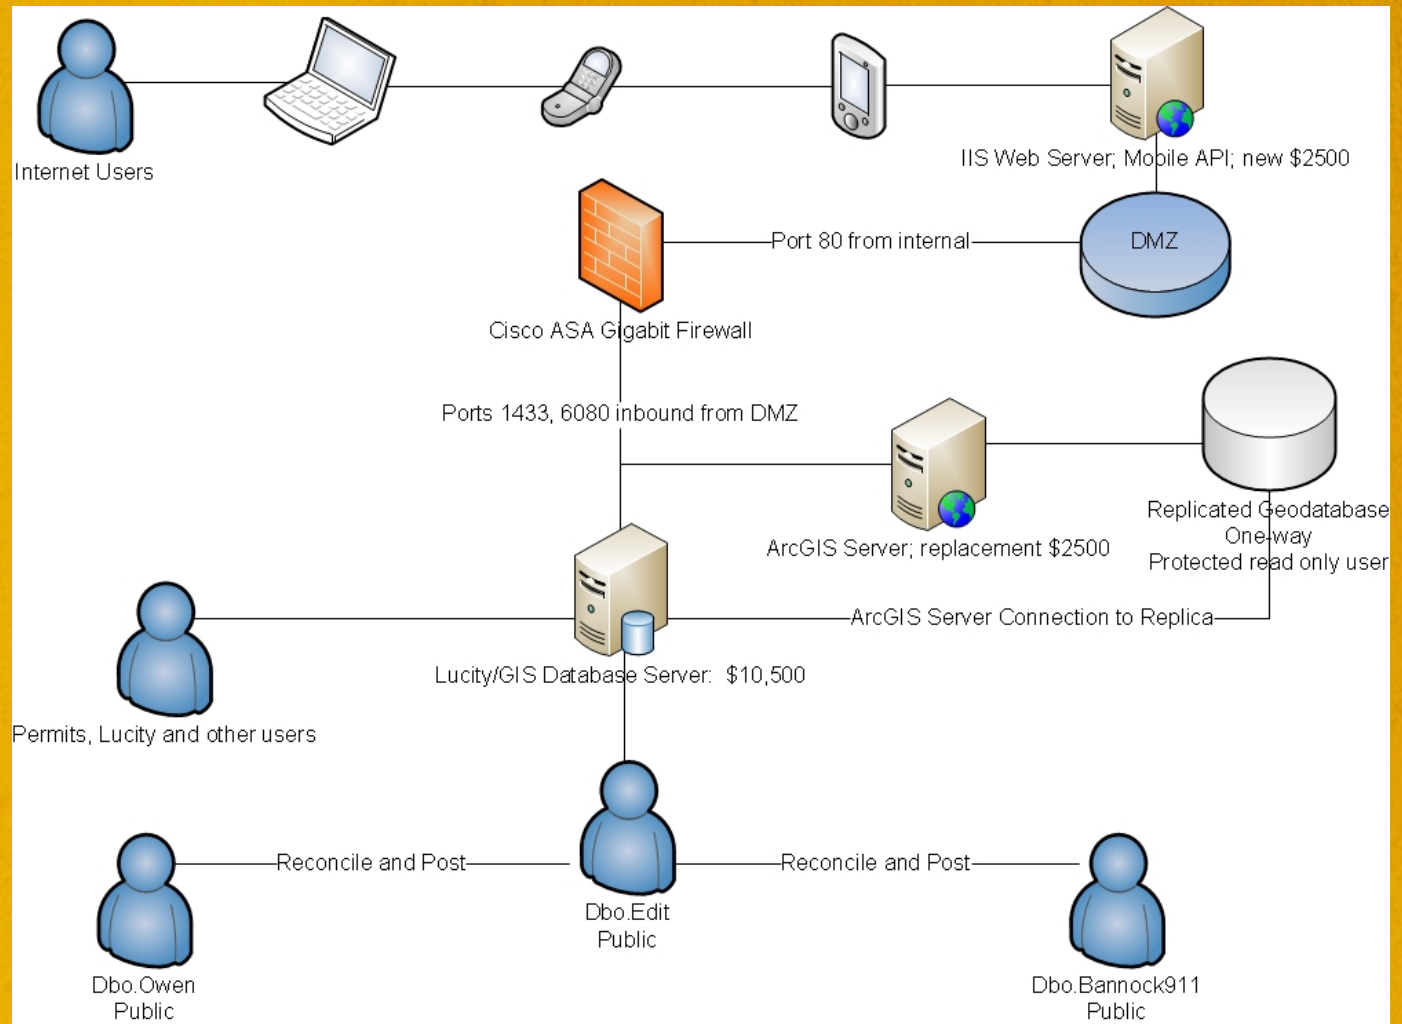 Internet Users
IIS Web Server; Mobile API; new $2500
DMZ
Port 80 from internal
Cisco ASA Gigabit Firewall
Ports 1433, 6080 inbound from DMZ
Replicated Geodatabase
One-way
Protected read only user
ArcGIS Server; replacement $2500
ArcGIS Server Connection to Replica
Lucity/GIS Database Server:  $10,500
Permits, Lucity and other users
Reconcile and Post
Reconcile and Post
Dbo.Edit
Public
Dbo.Owen
Public
Dbo.Bannock911
Public